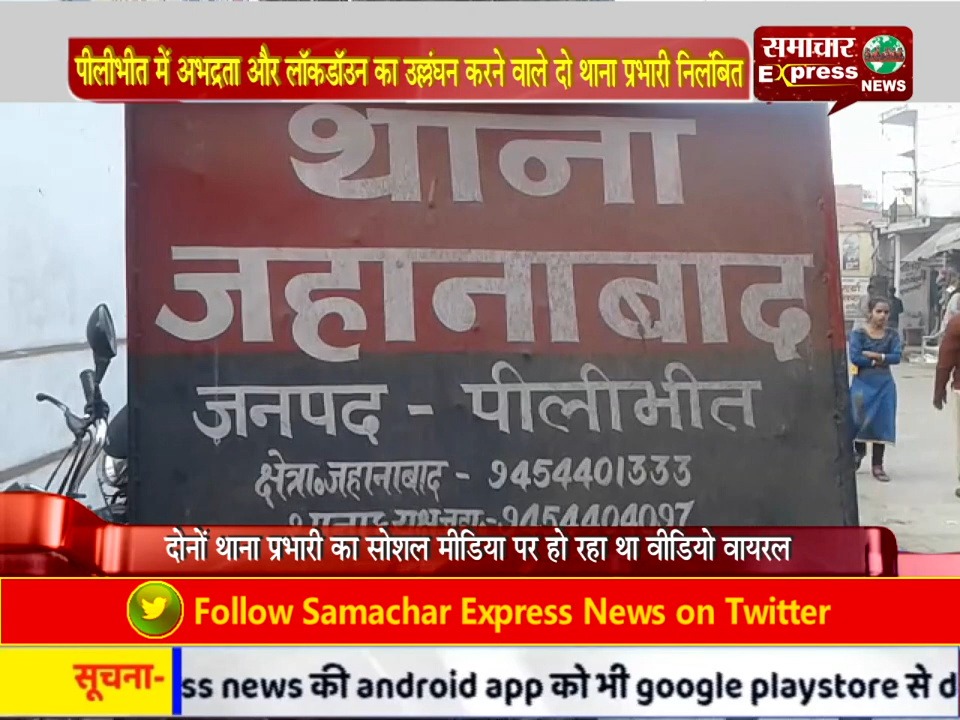 पीलीभीत में अभद्रता और लॉकडॉउन का उल्लंघन करने वाले दो थाना प्रभारी निलंबित
समाचार
Express
NEWS
थाना
जहानाबाद
जनपद - पीलीभीत
क्षेत्रा॰जहानाबाद - 9454401333
-9454404097
दोनों थाना प्रभारी का सोशल मीडिया पर हो रहा था वीडियो वायरल
Follow Samachar Express News on Twitter
सूचना- ss news की android app को भी google playstore से d